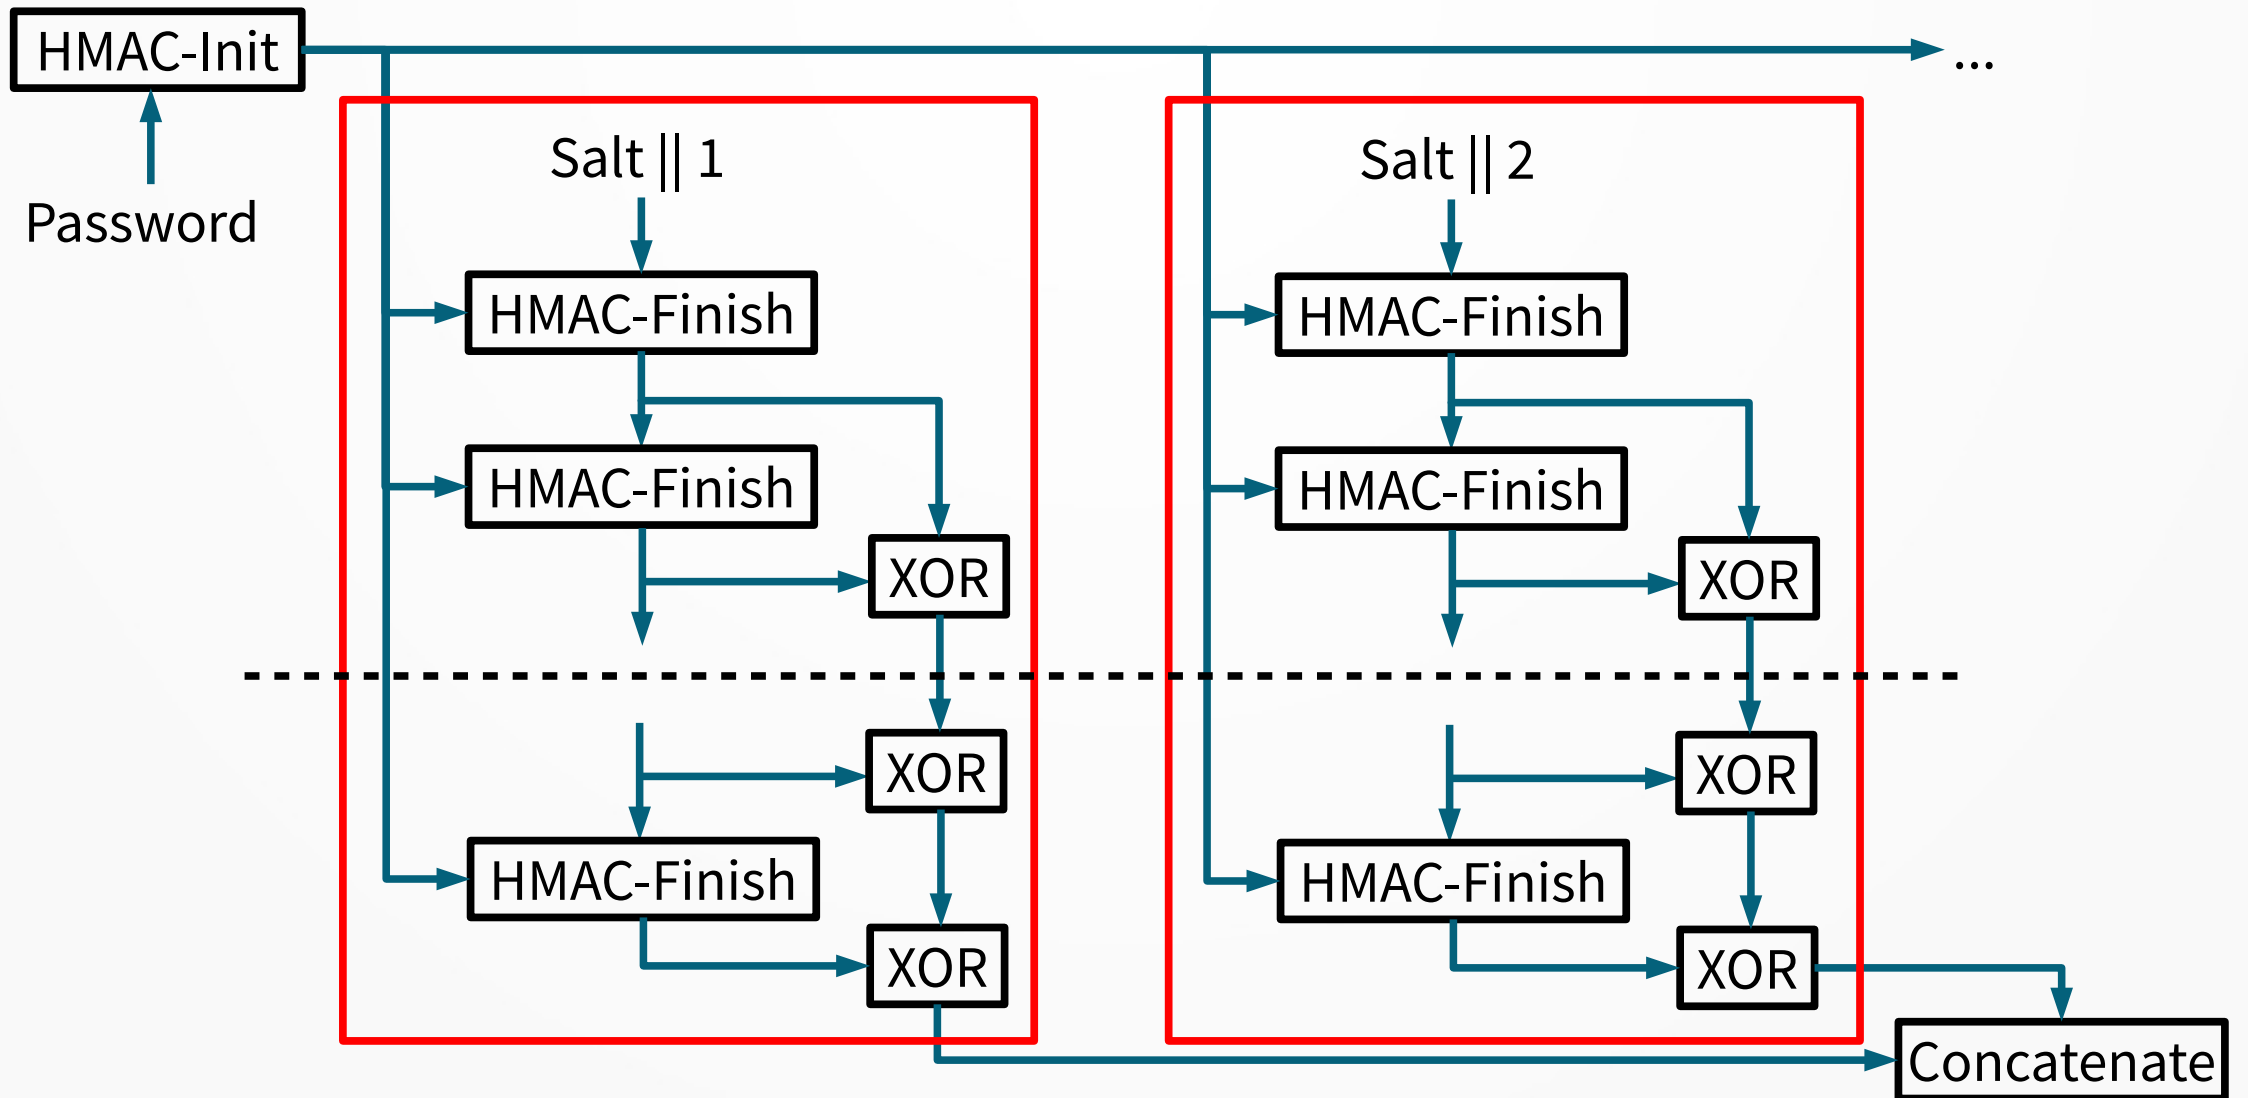 HMAC-Init
...
Password
Salt || 1
HMAC-Finish
HMAC-Finish
XOR
XOR
HMAC-Finish
XOR
Salt || 2
HMAC-Finish
HMAC-Finish
XOR
XOR
HMAC-Finish
XOR
Concatenate